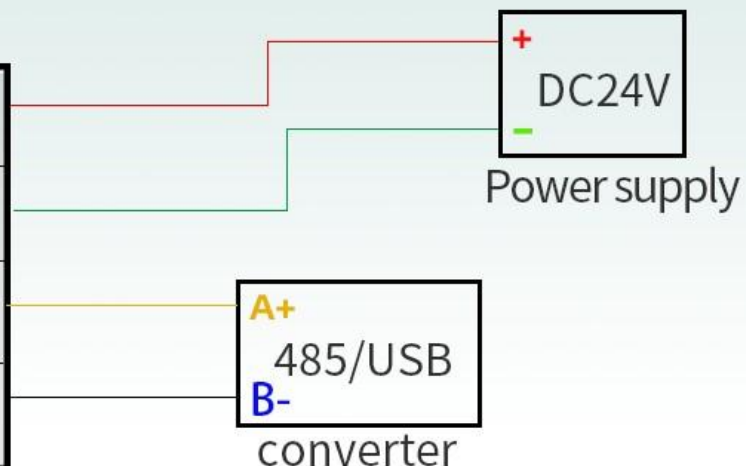 +
DC24V
−
Power supply
A+
485/USB
B-
converter